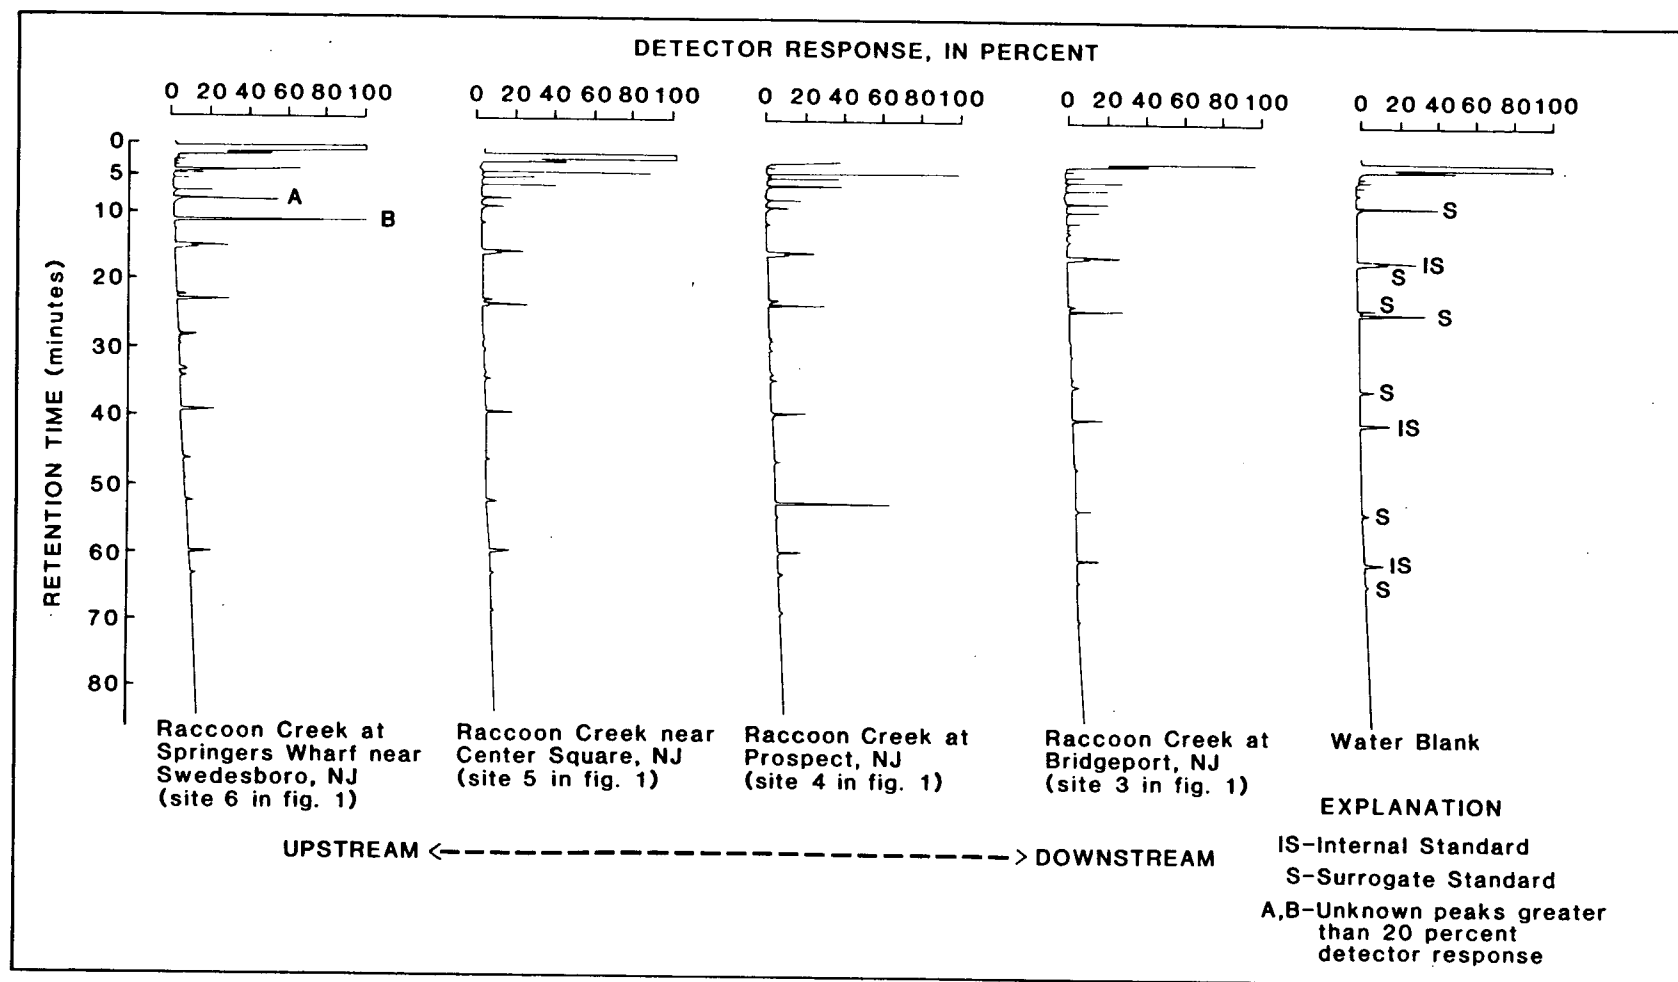 DETECTOR RESPONSE, IN PERCENT
0 20 40 60 80 100
0 20 40 60 80 100
0 20 40 60 80 100
0 20 40 60 80 100
0 20 40 60 80 100
RETENTION TIME (minutes)
0
5
10
20
30
40
50
60
70
80
A
B
S
IS
S
S
S
S
IS
S
IS
S
Raccoon Creek at
Springers Wharf near
Swedesboro, NJ
(site 6 in fig. 1)
Raccoon Creek near
Center Square, NJ
(site 5 in fig. 1)
Raccoon Creek at
Prospect, NJ
(site 4 in fig. 1)
Raccoon Creek at
Bridgeport, NJ
(site 3 in fig. 1)
Water Blank
UPSTREAM <----------------> DOWNSTREAM
EXPLANATION
IS-Internal Standard
S-Surrogate Standard
A,B-Unknown peaks greater
than 20 percent
detector response